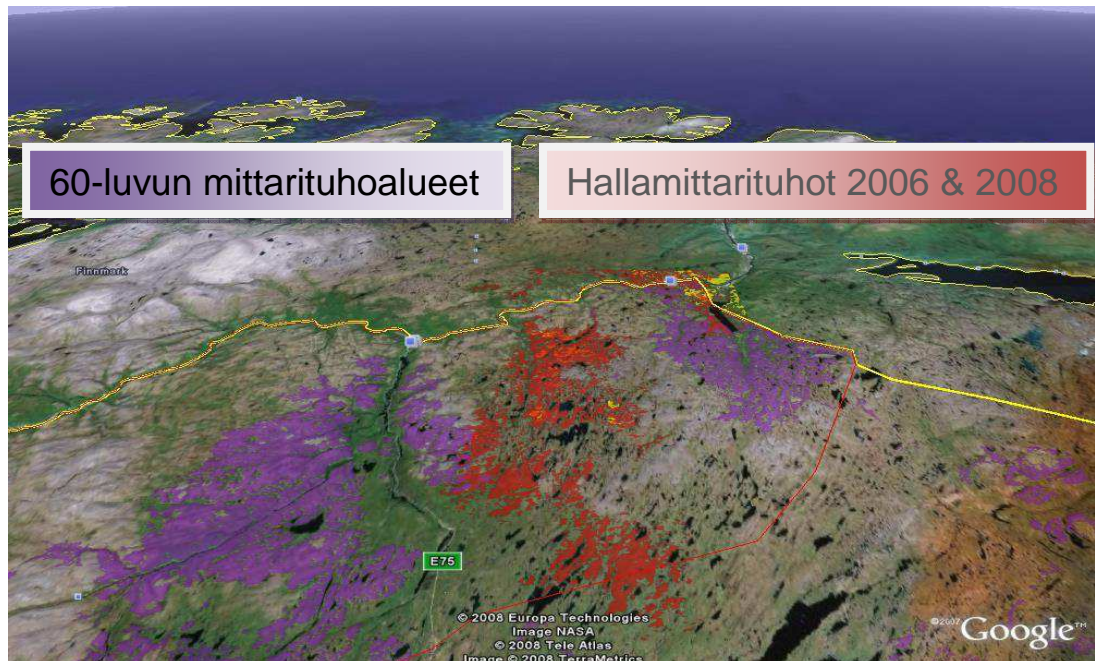 60-luvun mittarituhoalueet
Hallamittarituhot 2006 & 2008
Finnmark
E75
© 2008 Europa Technologies
Image NASA
© 2008 Tele Atlas
Image © 2008 TerraMetrics
©2007 Google™